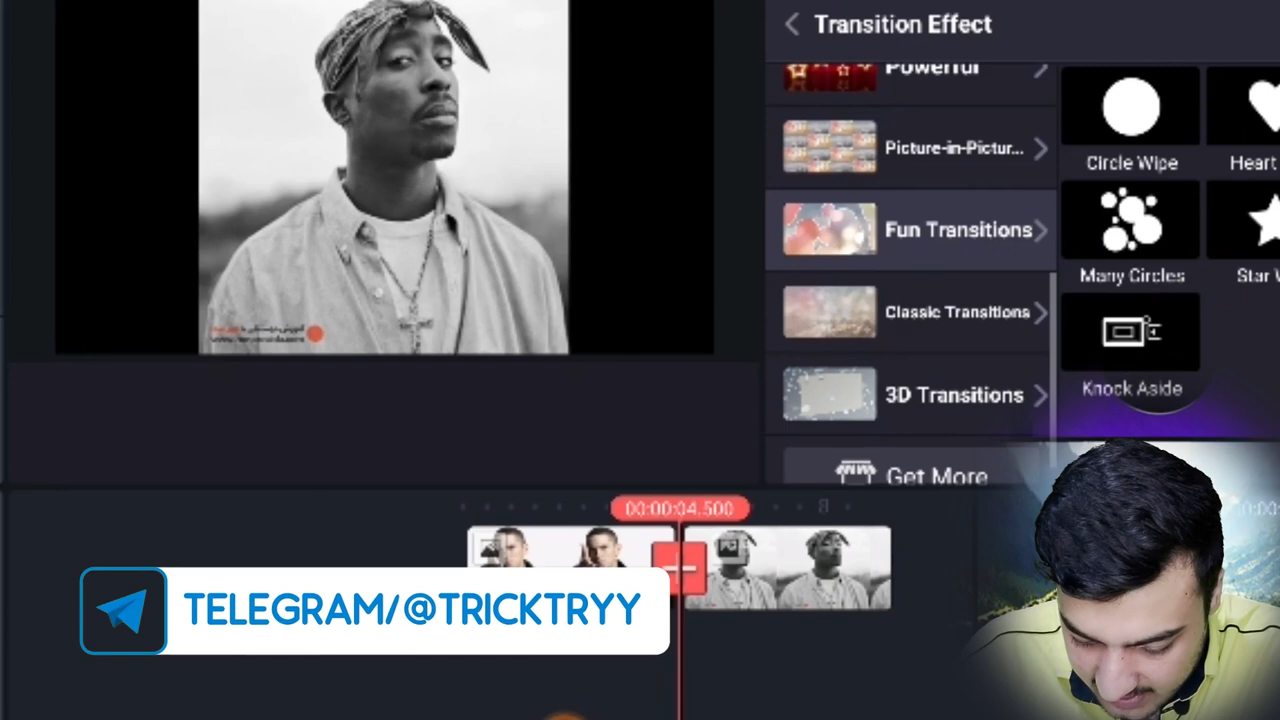 Transition Effect
Powerful
Picture-in-Pictur...
Fun Transitions
Classic Transitions
3D Transitions
Get More
Circle Wipe
Heart
Many Circles
Star
Knock Aside
00:00:04.500
8
TELEGRAM/@TRICKTRYY